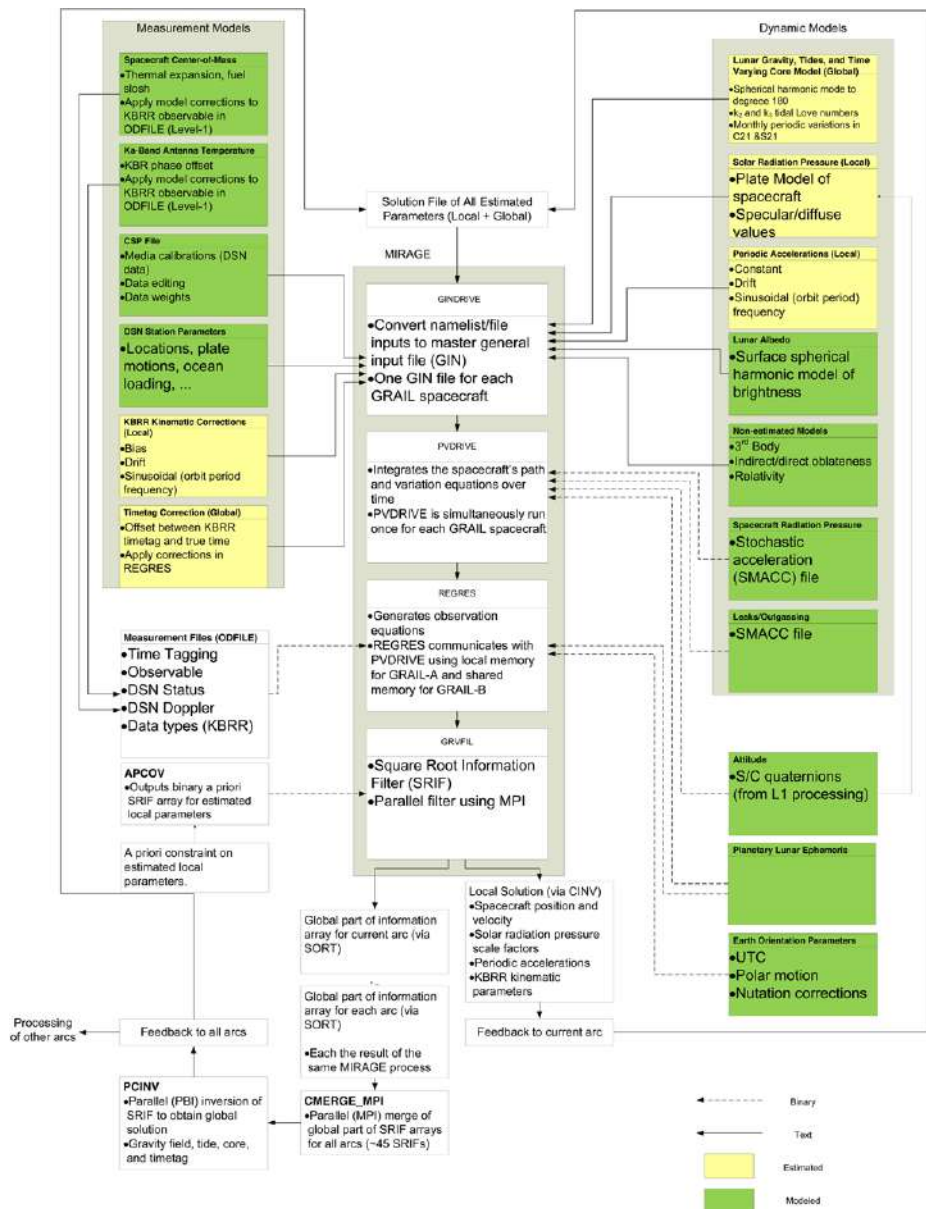 Measurement Models
Spacecraft Center-of-Mass
•Thermal expansion, fuel
slosh
•Apply model corrections to
KBRR observable in
ODFILE (Level-1)
Ka-Band Antenna Temperature
•KBR phase offset
•Apply model corrections to
KBRR observable in
ODFILE (Level-1)
CSP File
•Media calibrations (DSN
data)
•Data editing
•Data weights
DSN Station Parameters
•Locations, plate
motions, ocean
loading, ...
KBRR Kinematic Corrections
(Local)
•Bias
•Drift
•Sinusoidal (orbit period
frequency)
Timetag Correction (Global)
•Offset between KBRR
timetag and true time
•Apply corrections in
REGRES
Measurement Files (ODFILE)
•Time Tagging
•Observable
•DSN Status
•DSN Doppler
•Data types (KBRR)
APCOV
•Outputs binary a priori
SRIF array for estimated
local parameters
A priori constraint on
estimated local
parameters.
Processing
of other arcs
Feedback to all arcs
PCINV
•Parallel (PBI) inversion of
SRIF to obtain global
solution
•Gravity field, tide, core,
and timetag
Solution File of All Estimated
Parameters (Local + Global)
MIRAGE
GINDRIVE
•Convert namelist/file
inputs to master general
input file (GIN)
•One GIN file for each
GRAIL spacecraft
PVDRIVE
•Integrates the spacecraft's path
and variation equations over
time
•PVDRIVE is simultaneously run
once for each GRAIL spacecraft
REGRES
•Generates observation
equations
•REGRES communicates with
PVDRIVE using local memory
for GRAIL-A and shared
memory for GRAIL-B
GRVFIL
•Square Root Information
Filter (SRIF)
•Parallel filter using MPI
Global part of information
array for current arc (via
SORT)
Global part of information
array for each arc (via
SORT)
•Each the result of the
same MIRAGE process
CMERGE_MPI
•Parallel (MPI) merge of
global part of SRIF arrays
for all arcs (~45 SRIFs)
Local Solution (via CINV)
•Spacecraft position and
velocity
•Solar radiation pressure
scale factors
•Periodic accelerations
•KBRR kinematic
parameters
Feedback to current arc
Dynamic Models
Lunar Gravity, Tides, and Time
Varying Core Model (Global)
•Spherical harmonic mode to
degreee 180
•k₂ and k₃ tidal Love numbers
•Monthly periodic variations in
C21 &S21
Solar Radiation Pressure (Local)
•Plate Model of
spacecraft
•Specular/diffuse
values
Periodic Accelerations (Local)
•Constant
•Drift
•Sinusoidal (orbit period)
frequency
Lunar Albedo
•Surface spherical
harmonic model of
brightness
Non-estimated Models
•3rd Body
•Indirect/direct oblateness
•Relativity
Spacecraft Radiation Pressure
•Stochastic
acceleration
(SMACC) file
Leaks/Outgassing
•SMACC file
Attitude
•S/C quaternions
(from L1 processing)
Planetary Lunar Ephemeris
Earth Orientation Parameters
•UTC
•Polar motion
•Nutation corrections
Binary
Text
Estimated
Modeled